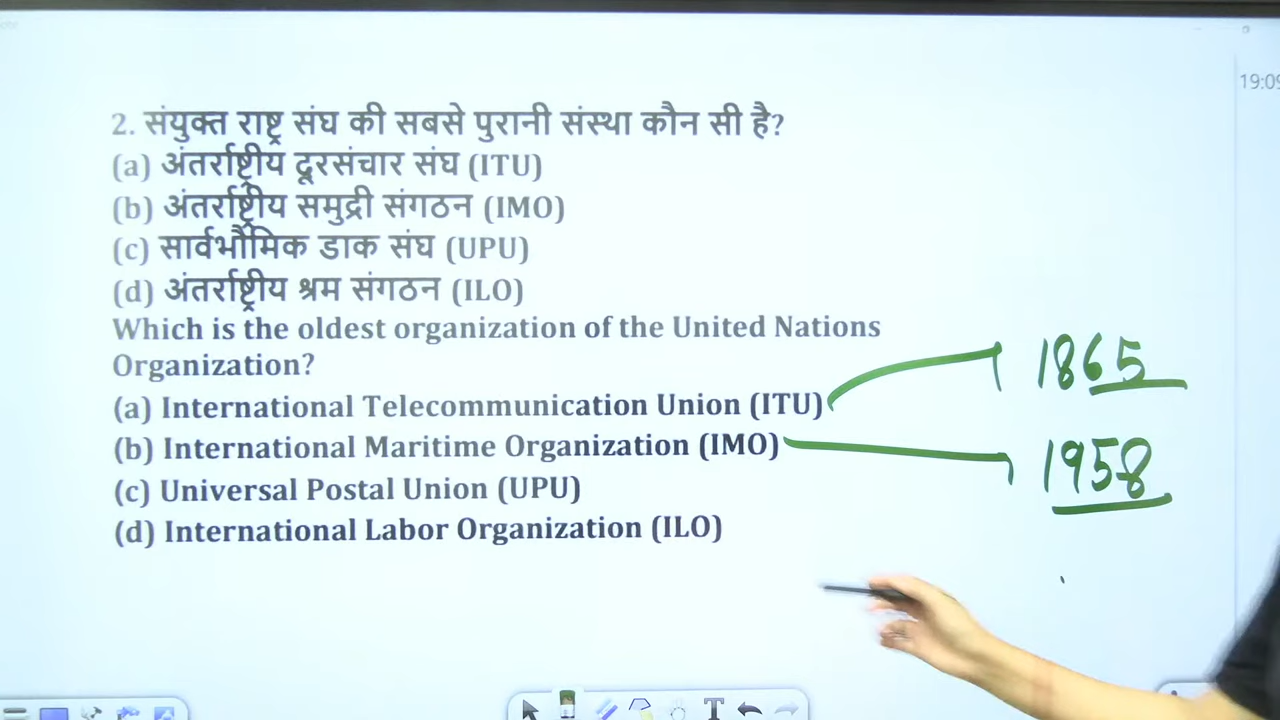 19:09
2. संयुक्त राष्ट्र संघ की सबसे पुरानी संस्था कौन सी है?
(a) अंतर्राष्ट्रीय दूरसंचार संघ (ITU)
(b) अंतर्राष्ट्रीय समुद्री संगठन (IMO)
(c) सार्वभौमिक डाक संघ (UPU)
(d) अंतर्राष्ट्रीय श्रम संगठन (ILO)
Which is the oldest organization of the United Nations
Organization?
(a) International Telecommunication Union (ITU)
1865
(b) International Maritime Organization (IMO)
1958
(c) Universal Postal Union (UPU)
(d) International Labor Organization (ILO)
T